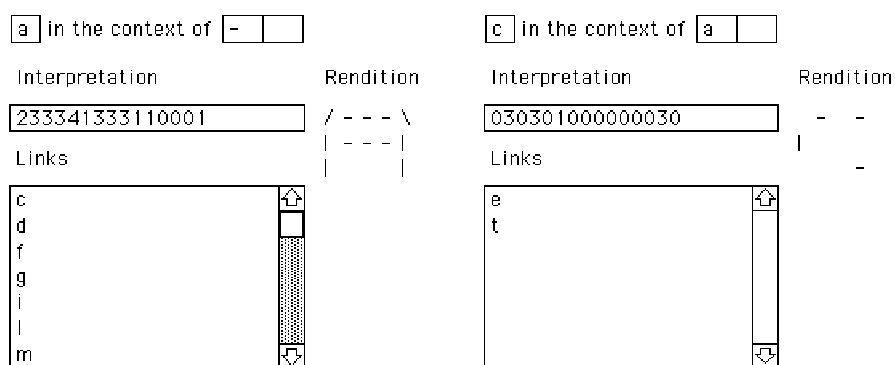 a in the context of -
Interpretation Rendition
233341333110001 / - - - \
| - - - |
Links
| |
c
d
f
g
i
l
m
c in the context of a
Interpretation Rendition
030301000000030 - -
|
Links
-
e
t